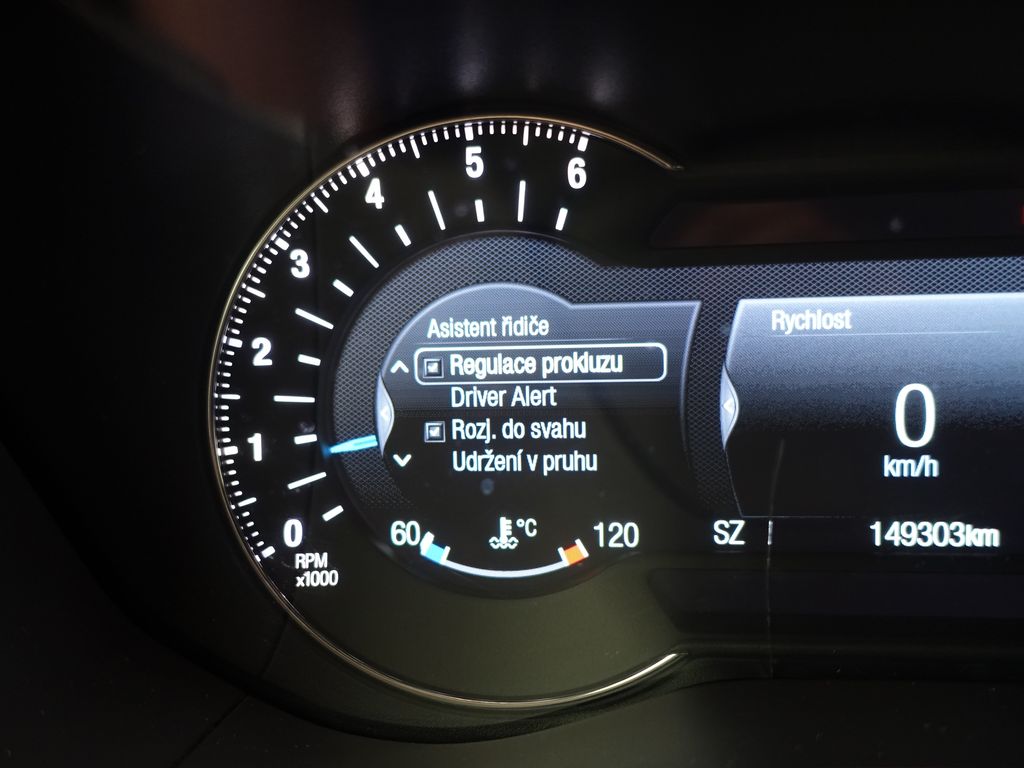 6
5
4
3
2
1
0
RPM
x1000
Asistent řidiče
Regulace prokluzu
Driver Alert
Rozj. do svahu
Udržení v pruhu
60
°C
120
Rychlost
0
km/h
SZ
149303km